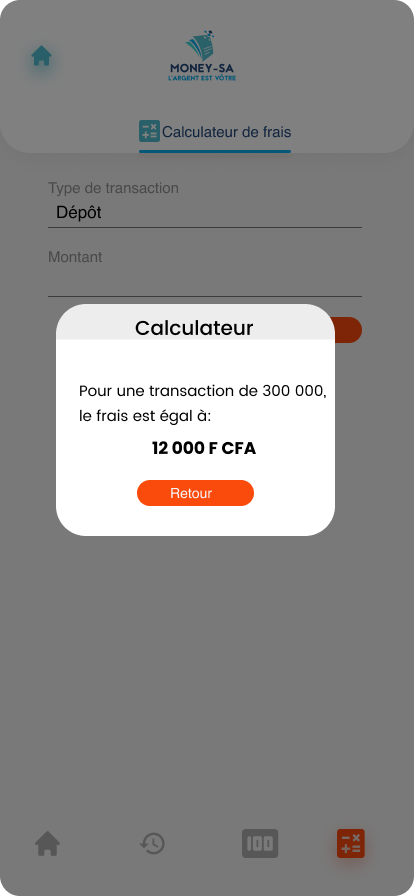 MONEY-SA
L'ARGENT EST VÔTRE
Calculateur de frais
Type de transaction
Dépôt
Montant
Calculateur
Pour une transaction de 300 000,
le frais est égal à:
12 000 F CFA
Retour
100